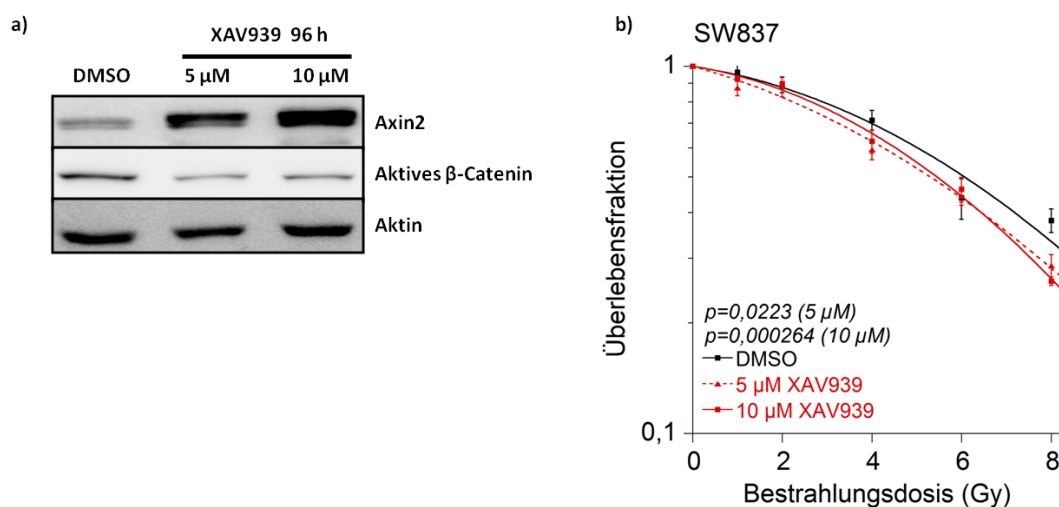 a)
XAV939 96 h
DMSO 5 µM 10 µM
Axin2
Aktives β-Catenin
Aktin
b)
SW837
1
0,1
Überlebensfraktion
p=0,0223 (5 µM)
p=0,000264 (10 µM)
DMSO
5 µM XAV939
10 µM XAV939
0 2 4 6 8
Bestrahlungsdosis (Gy)